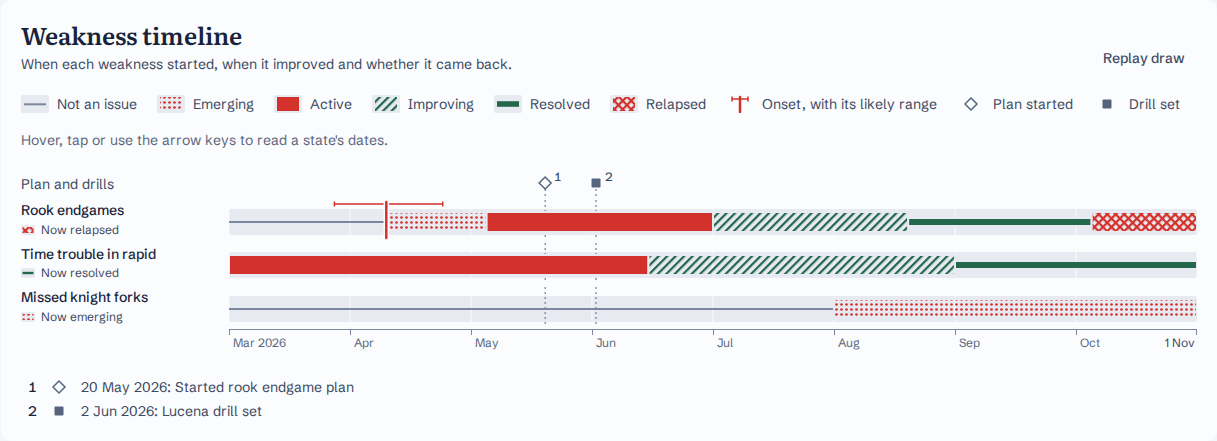 Weakness timeline
When each weakness started, when it improved and whether it came back.
Replay draw
Not an issue Emerging Active Improving Resolved Relapsed Onset, with its likely range Plan started Drill set
Hover, tap or use the arrow keys to read a state's dates.
Plan and drills 1 2
Rook endgames
Now relapsed
Time trouble in rapid
Now resolved
Missed knight forks
Now emerging
Mar 2026 Apr May Jun Jul Aug Sep Oct 1 Nov
1 20 May 2026: Started rook endgame plan
2 2 Jun 2026: Lucena drill set